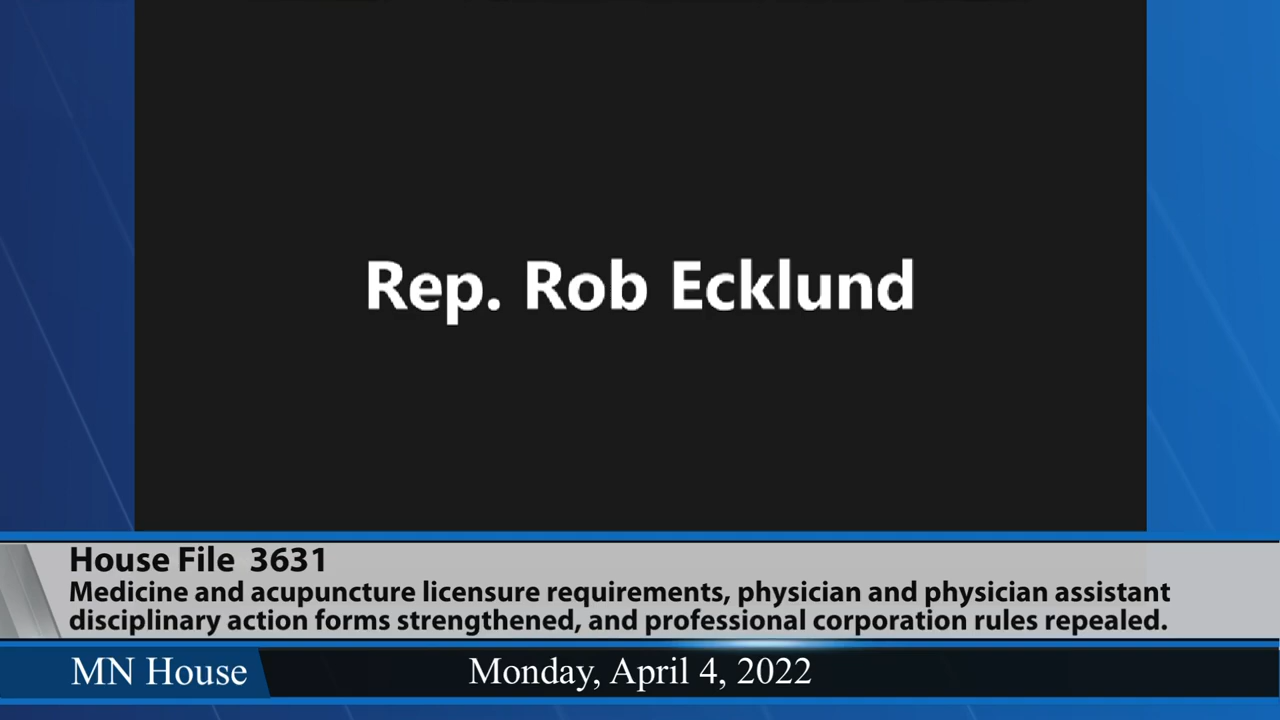 Rep. Rob Ecklund
House File 3631
Medicine and acupuncture licensure requirements, physician and physician assistant
disciplinary action forms strengthened, and professional corporation rules repealed.
MN House
Monday, April 4, 2022